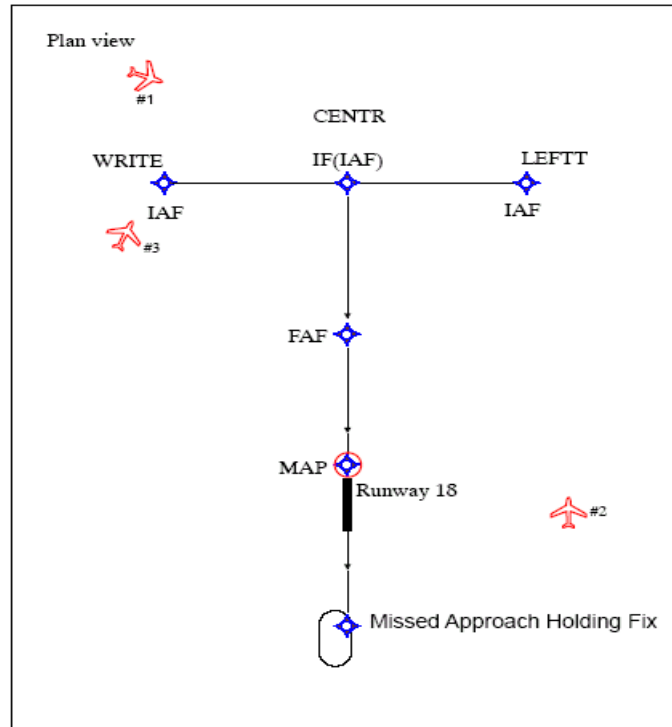 Plan view
#1
CENTR
WRITE
IF(IAF)
LEFTT
IAF
IAF
#3
FAF
MAP
Runway 18
#2
Missed Approach Holding Fix